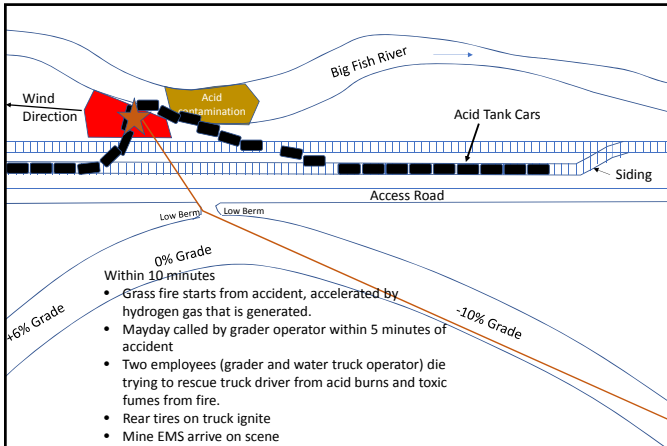 Big Fish River
Wind
Direction
Acid
contamination
Acid Tank Cars
Siding
Access Road
Low Berm
Low Berm
0% Grade
+6% Grade
-10% Grade
Within 10 minutes
• Grass fire starts from accident, accelerated by
hydrogen gas that is generated.
• Mayday called by grader operator within 5 minutes of
accident
• Two employees (grader and water truck operator) die
trying to rescue truck driver from acid burns and toxic
fumes from fire.
• Rear tires on truck ignite
• Mine EMS arrive on scene